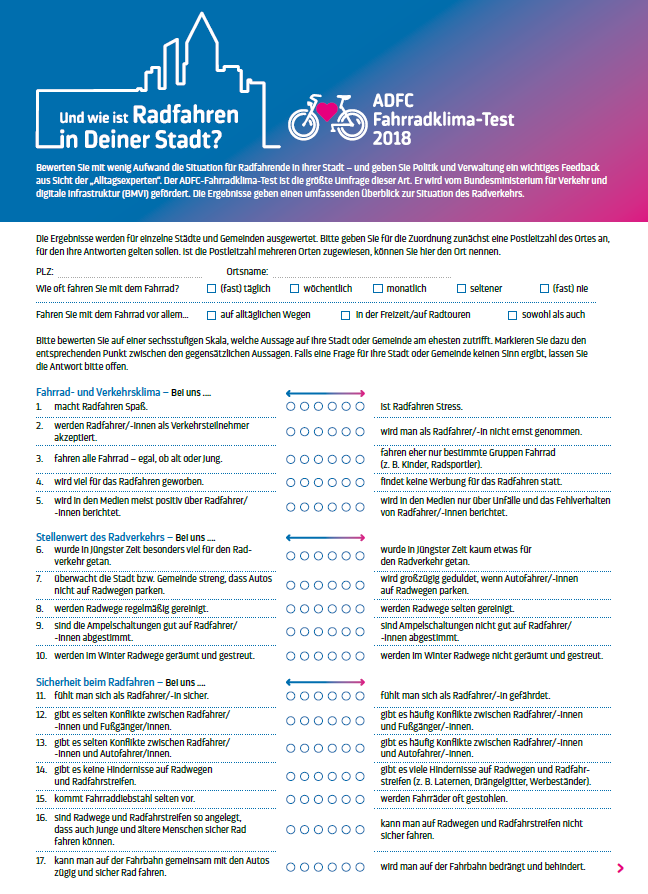 Und wie ist Radfahren
in Deiner Stadt?
ADFC
Fahrradklima-Test
2018
Bewerten Sie mit wenig Aufwand die Situation für Radfahrende in Ihrer Stadt – und geben Sie Politik und Verwaltung ein wichtiges Feedback
aus Sicht der „Alltagsexperten“. Der ADFC-Fahrradklima-Test ist die größte Umfrage dieser Art. Er wird vom Bundesministerium für Verkehr und
digitale Infrastruktur (BMVI) gefördert. Die Ergebnisse geben einen umfassenden Überblick zur Situation des Radverkehrs.
Die Ergebnisse werden für einzelne Städte und Gemeinden ausgewertet. Bitte geben Sie für die Zuordnung zunächst eine Postleitzahl des Ortes an,
für den Ihre Antworten gelten sollen. Ist die Postleitzahl mehreren Orten zugewiesen, können Sie hier den Ort nennen.
PLZ: Ortsname:
Wie oft fahren Sie mit dem Fahrrad? (fast) täglich wöchentlich monatlich seltener (fast) nie
Fahren Sie mit dem Fahrrad vor allem... auf alltäglichen Wegen in der Freizeit/auf Radtouren sowohl als auch
Bitte bewerten Sie auf einer sechsstufigen Skala, welche Aussage auf Ihre Stadt oder Gemeinde am ehesten zutrifft. Markieren Sie dazu den
entsprechenden Punkt zwischen den gegensätzlichen Aussagen. Falls eine Frage für Ihre Stadt oder Gemeinde keinen Sinn ergibt, lassen Sie
die Antwort bitte offen.
Fahrrad- und Verkehrsklima – Bei uns ....
1. macht Radfahren Spaß. ist Radfahren Stress.
2. werden Radfahrer/-innen als Verkehrsteilnehmer
akzeptiert. wird man als Radfahrer/-in nicht ernst genommen.
3. fahren alle Fahrrad – egal, ob alt oder jung. fahren eher nur bestimmte Gruppen Fahrrad
(z. B. Kinder, Radsportler).
4. wird viel für das Radfahren geworben. findet keine Werbung für das Radfahren statt.
5. wird in den Medien meist positiv über Radfahrer/
-innen berichtet.
wird in den Medien nur über Unfälle und das Fehlverhalten
von Radfahrer/-innen berichtet.
Stellenwert des Radverkehrs – Bei uns ....
6. wurde in jüngster Zeit besonders viel für den Rad-
verkehr getan.
wurde in jüngster Zeit kaum etwas für
den Radverkehr getan.
7. überwacht die Stadt bzw. Gemeinde streng, dass Autos
nicht auf Radwegen parken.
wird großzügig geduldet, wenn Autofahrer/-innen
auf Radwegen parken.
8. werden Radwege regelmäßig gereinigt. werden Radwege selten gereinigt.
9. sind die Ampelschaltungen gut auf Radfahrer/
-innen abgestimmt.
sind Ampelschaltungen nicht gut auf Radfahrer/
-innen abgestimmt.
10. werden im Winter Radwege geräumt und gestreut. werden im Winter Radwege nicht geräumt und gestreut.
Sicherheit beim Radfahren – Bei uns ....
11. fühlt man sich als Radfahrer/-in sicher. fühlt man sich als Radfahrer/-in gefährdet.
12. gibt es selten Konflikte zwischen Radfahrer/
-innen und Fußgänger/innen.
gibt es häufig Konflikte zwischen Radfahrer/-innen
und Fußgänger/-innen.
13. gibt es selten Konflikte zwischen Radfahrer/
-innen und Autofahrer/innen.
gibt es häufig Konflikte zwischen Radfahrer/-innen
und Autofahrer/-innen.
14. gibt es keine Hindernisse auf Radwegen
und Radfahrstreifen.
gibt es viele Hindernisse auf Radwegen und Radfahr-
streifen (z. B. Laternen, Drängelgitter, Werbeständer).
15. kommt Fahrraddiebstahl selten vor. werden Fahrräder oft gestohlen.
16. sind Radwege und Radfahrstreifen so angelegt,
dass auch junge und ältere Menschen sicher Rad
fahren können.
kann man auf Radwegen und Radfahrstreifen nicht
sicher fahren.
17. kann man auf der Fahrbahn gemeinsam mit den Autos
zügig und sicher Rad fahren. wird man auf der Fahrbahn bedrängt und behindert.